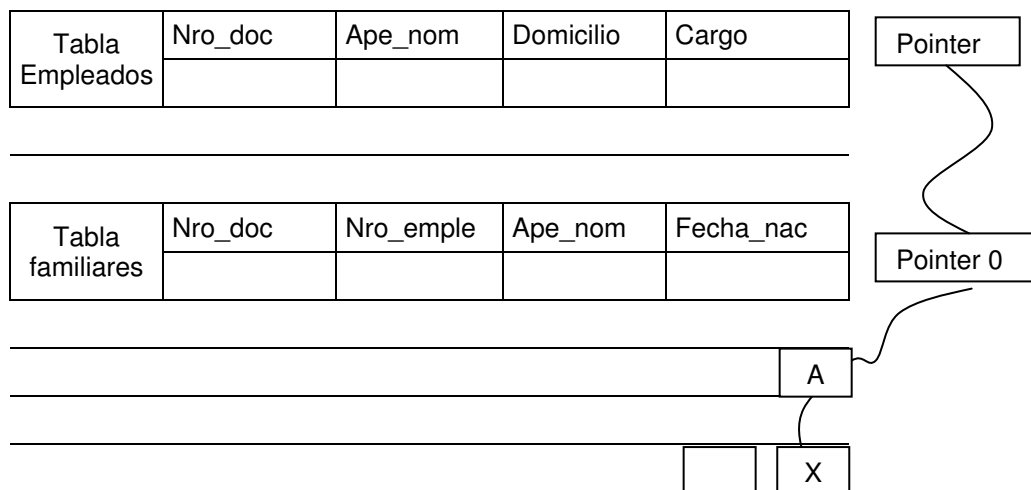 Tabla Empleados Nro_doc Ape_nom Domicilio Cargo Pointer
Tabla familiares Nro_doc Nro_emple Ape_nom Fecha_nac
Pointer 0
A
X